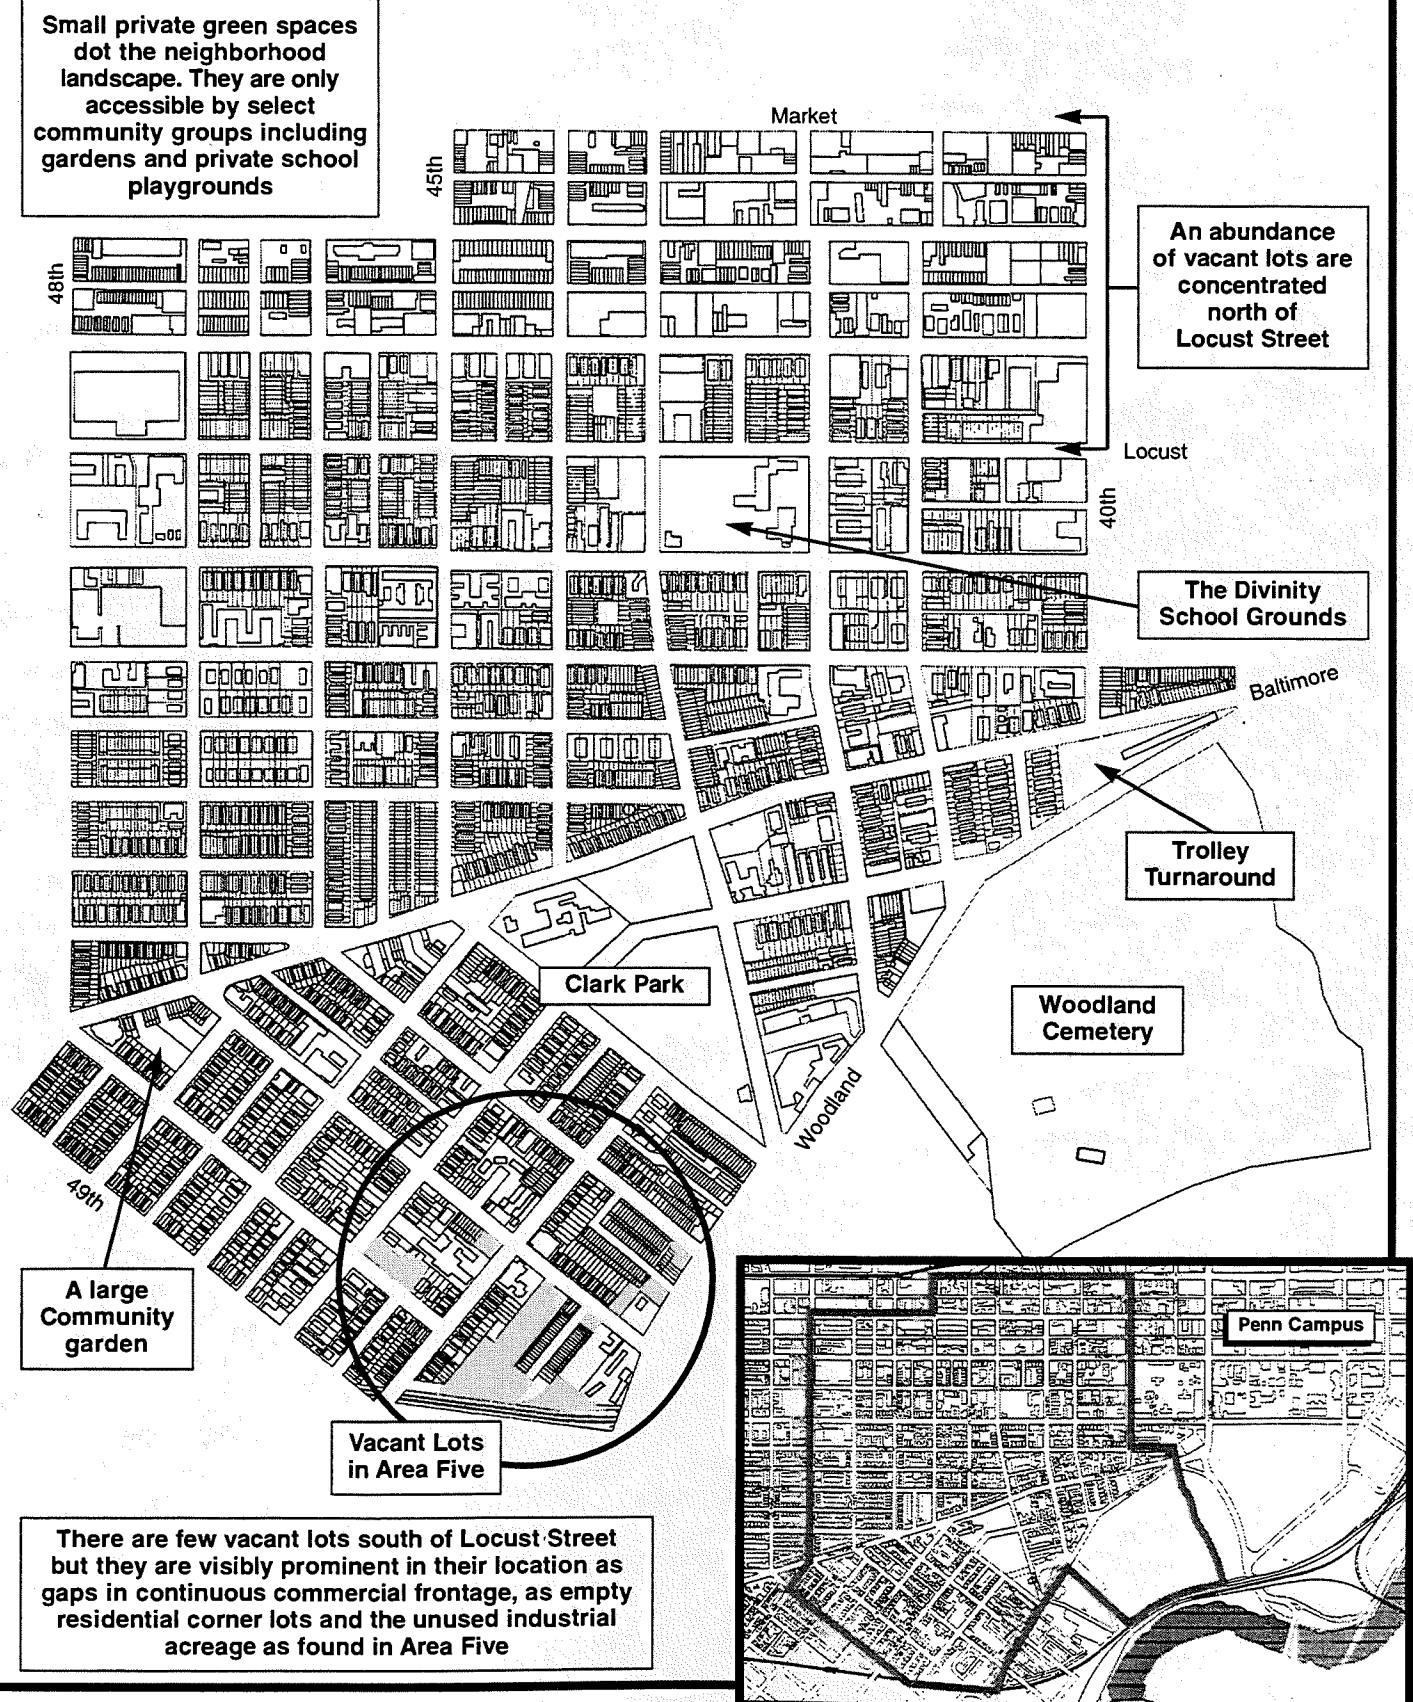 Small private green spaces
dot the neighborhood
landscape. They are only
accessible by select
community groups including
gardens and private school
playgrounds
Market
45th
48th
An abundance
of vacant lots are
concentrated
north of
Locust Street
Locust
40th
The Divinity
School Grounds
Baltimore
Trolley
Turnaround
Clark Park
Woodland
Cemetery
Woodland
49th
A large
Community
garden
Vacant Lots
in Area Five
Penn Campus
There are few vacant lots south of Locust Street
but they are visibly prominent in their location as
gaps in continuous commercial frontage, as empty
residential corner lots and the unused industrial
acreage as found in Area Five